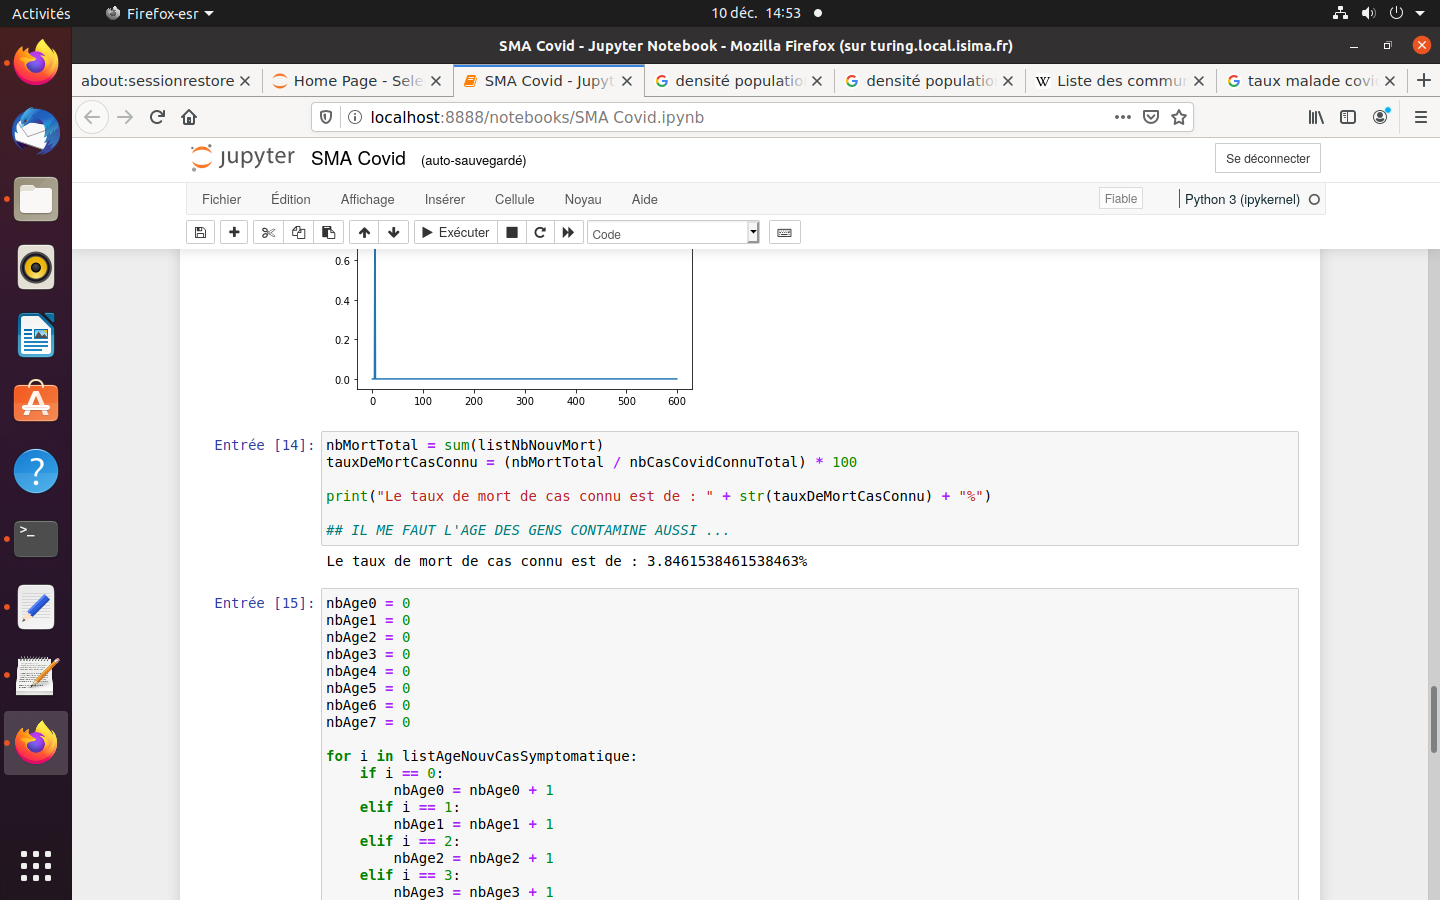 Activités
Firefox-esr
10 déc. 14:53
SMA Covid - Jupyter Notebook - Mozilla Firefox (sur turing.local.isima.fr)
about:sessionrestore
Home Page - Sele
SMA Covid - Jupyt
densité populatio
densité populatio
Liste des commu
taux malade covi
localhost:8888/notebooks/SMA Covid.ipynb
jupyter
SMA Covid
(auto-sauvegardé)
Se déconnecter
Fichier
Édition
Affichage
Insérer
Cellule
Noyau
Aide
Fiable
Python 3 (ipykernel)
Exécuter
Code
0.6
0.4
0.2
0.0
0 100 200 300 400 500 600
Entrée [14]:
nbMortTotal = sum(listNbNouvMort)
tauxDeMortCasConnu = (nbMortTotal / nbCasCovidConnuTotal) * 100
print("Le taux de mort de cas connu est de : " + str(tauxDeMortCasConnu) + "%")
## IL ME FAUT L'AGE DES GENS CONTAMINE AUSSI ...
Le taux de mort de cas connu est de : 3.8461538461538463%
Entrée [15]:
nbAge0 = 0
nbAge1 = 0
nbAge2 = 0
nbAge3 = 0
nbAge4 = 0
nbAge5 = 0
nbAge6 = 0
nbAge7 = 0
for i in listAgeNouvCasSymptomatique:
    if i == 0:
        nbAge0 = nbAge0 + 1
    elif i == 1:
        nbAge1 = nbAge1 + 1
    elif i == 2:
        nbAge2 = nbAge2 + 1
    elif i == 3:
        nbAge3 = nbAge3 + 1